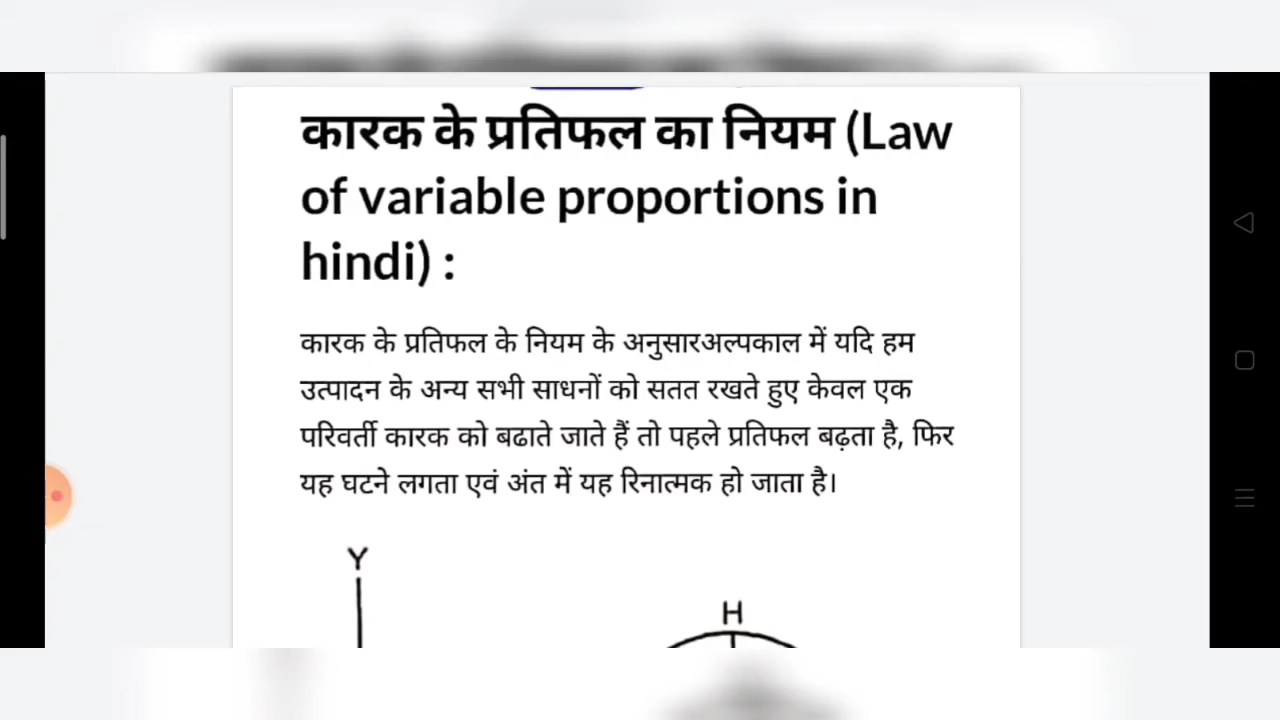 कारक के प्रतिफल का नियम (Law
of variable proportions in
hindi) :
कारक के प्रतिफल के नियम के अनुसारअल्पकाल में यदि हम
उत्पादन के अन्य सभी साधनों को सतत रखते हुए केवल एक
परिवर्ती कारक को बढाते जाते हैं तो पहले प्रतिफल बढ़ता है, फिर
यह घटने लगता एवं अंत में यह रिनात्मक हो जाता है।
Y
H